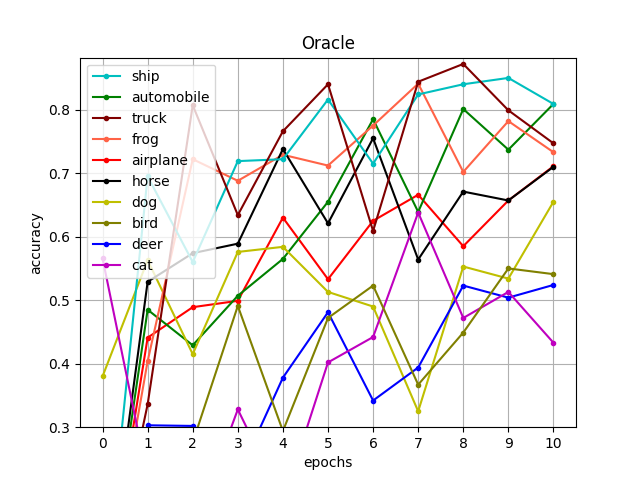 Oracle
ship
automobile
truck
frog
airplane
horse
dog
bird
deer
cat
accuracy
0.8
0.7
0.6
0.5
0.4
0.3
0 1 2 3 4 5 6 7 8 9 10
epochs